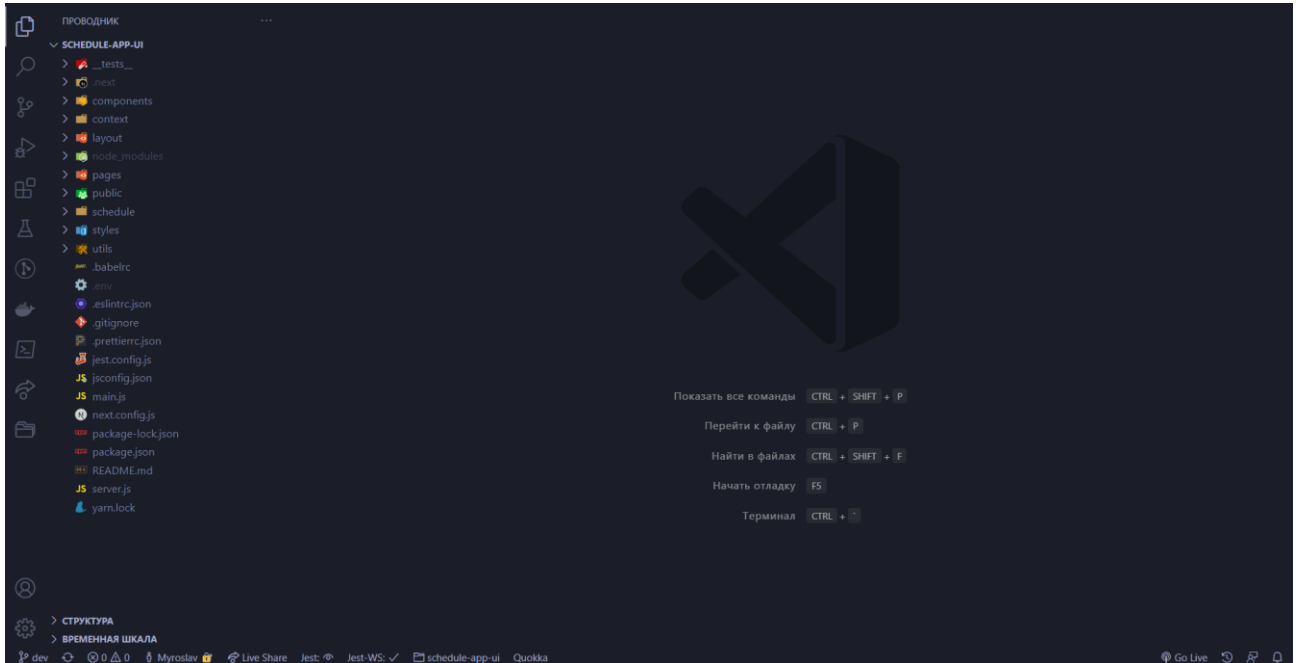 ПРОВОДНИК ...
SCHEDULE-APP-UI
__tests__
.next
components
context
layout
node_modules
pages
public
schedule
styles
utils
.babelrc
.env
.eslintrc.json
.gitignore
.prettierrc.json
jest.config.js
JS jsconfig.json
JS main.js
N next.config.js
package-lock.json
package.json
README.md
JS server.js
yarn.lock
Показать все команды CTRL + SHIFT + P
Перейти к файлу CTRL + P
Найти в файлах CTRL + SHIFT + F
Начать отладку F5
Терминал CTRL + `
СТРУКТУРА
ВРЕМЕННАЯ ШКАЛА
dev 0 0 Myroslav Live Share Jest: Jest-WS: ✓ schedule-app-ui Quokka Go Live